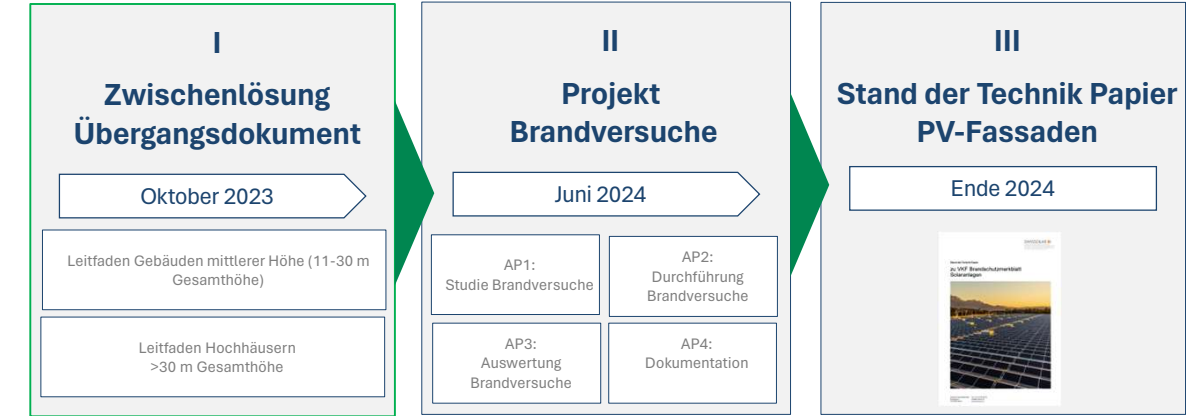 I
Zwischenlösung
Übergangsdokument
Oktober 2023
Leitfaden Gebäuden mittlerer Höhe (11-30 m
Gesamthöhe)
Leitfaden Hochhäusern
>30 m Gesamthöhe
II
Projekt
Brandversuche
Juni 2024
AP1:
Studie Brandversuche
AP2:
Durchführung
Brandversuche
AP3:
Auswertung
Brandversuche
AP4:
Dokumentation
III
Stand der Technik Papier
PV-Fassaden
Ende 2024
zu VKF Brandschutzmerkblatt
Solaranlagen